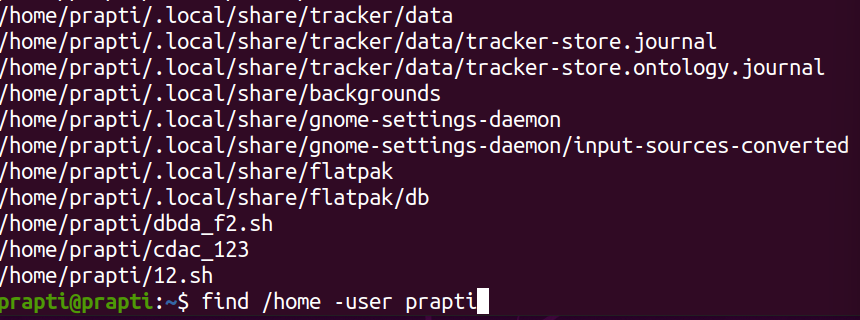 /home/prapti/.local/share/tracker/data
/home/prapti/.local/share/tracker/data/tracker-store.journal
/home/prapti/.local/share/tracker/data/tracker-store.ontology.journal
/home/prapti/.local/share/backgrounds
/home/prapti/.local/share/gnome-settings-daemon
/home/prapti/.local/share/gnome-settings-daemon/input-sources-converted
/home/prapti/.local/share/flatpak
/home/prapti/.local/share/flatpak/db
/home/prapti/dbda_f2.sh
/home/prapti/cdac_123
/home/prapti/12.sh
prapti@prapti:~$ find /home -user prapti